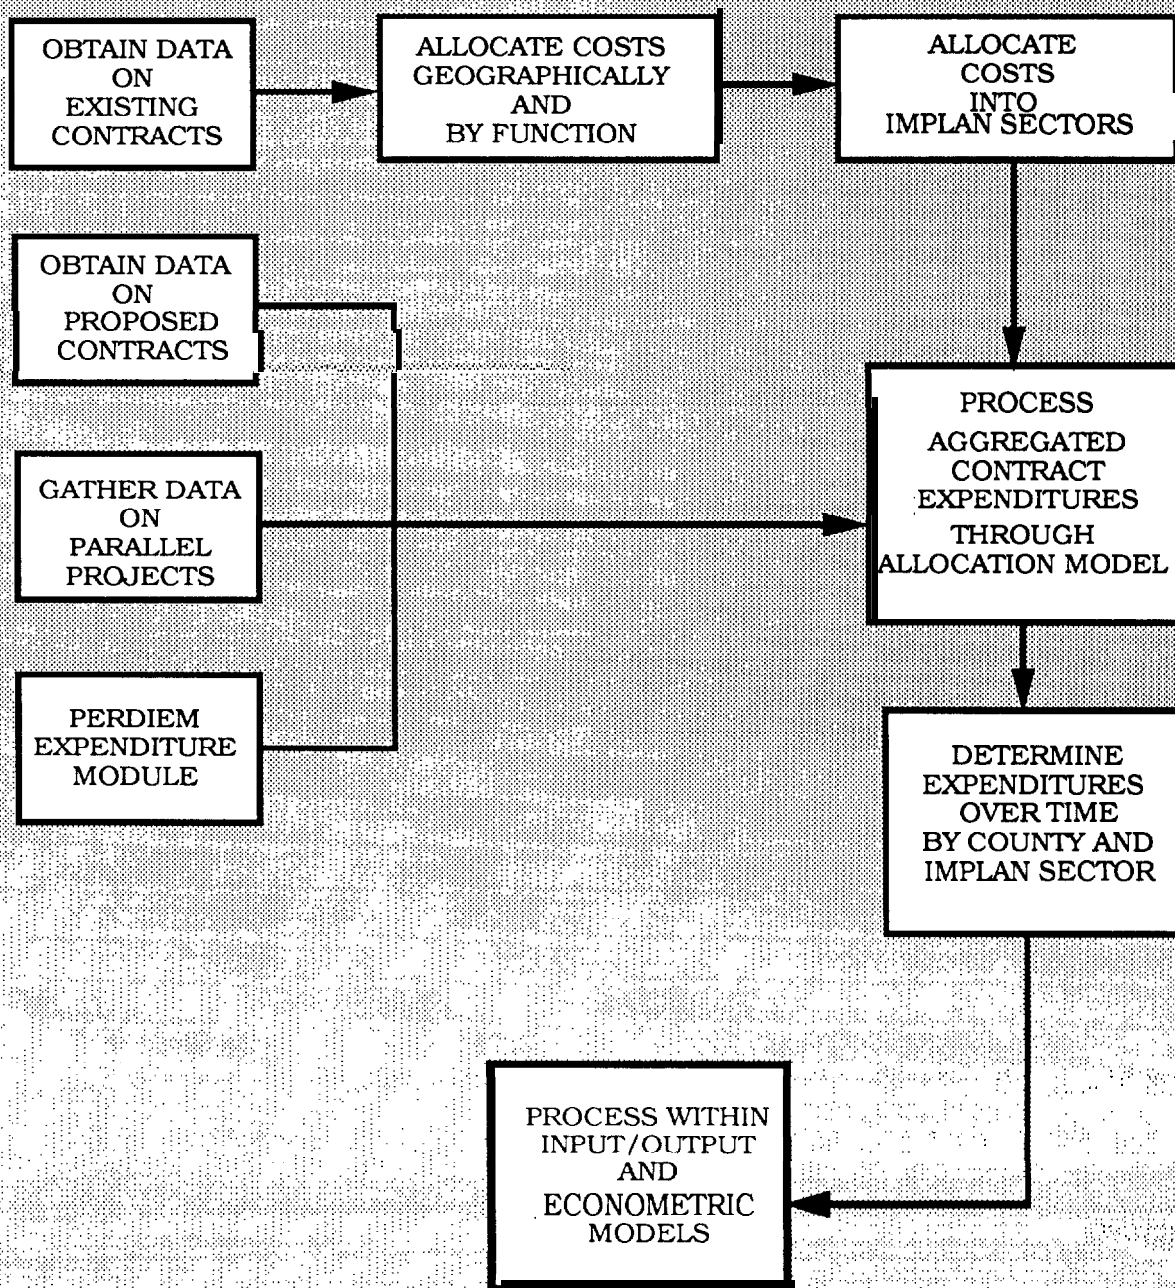 OBTAIN DATA
ON
EXISTING
CONTRACTS
ALLOCATE COSTS
GEOGRAPHICALLY
AND
BY FUNCTION
ALLOCATE
COSTS
INTO
IMPLAN SECTORS
OBTAIN DATA
ON
PROPOSED
CONTRACTS
GATHER DATA
ON
PARALLEL
PROJECTS
PERDIEM
EXPENDITURE
MODULE
PROCESS
AGGREGATED
CONTRACT
EXPENDITURES
THROUGH
ALLOCATION MODEL
DETERMINE
EXPENDITURES
OVER TIME
BY COUNTY AND
IMPLAN SECTOR
PROCESS WITHIN
INPUT/OUTPUT
AND
ECONOMETRIC
MODELS